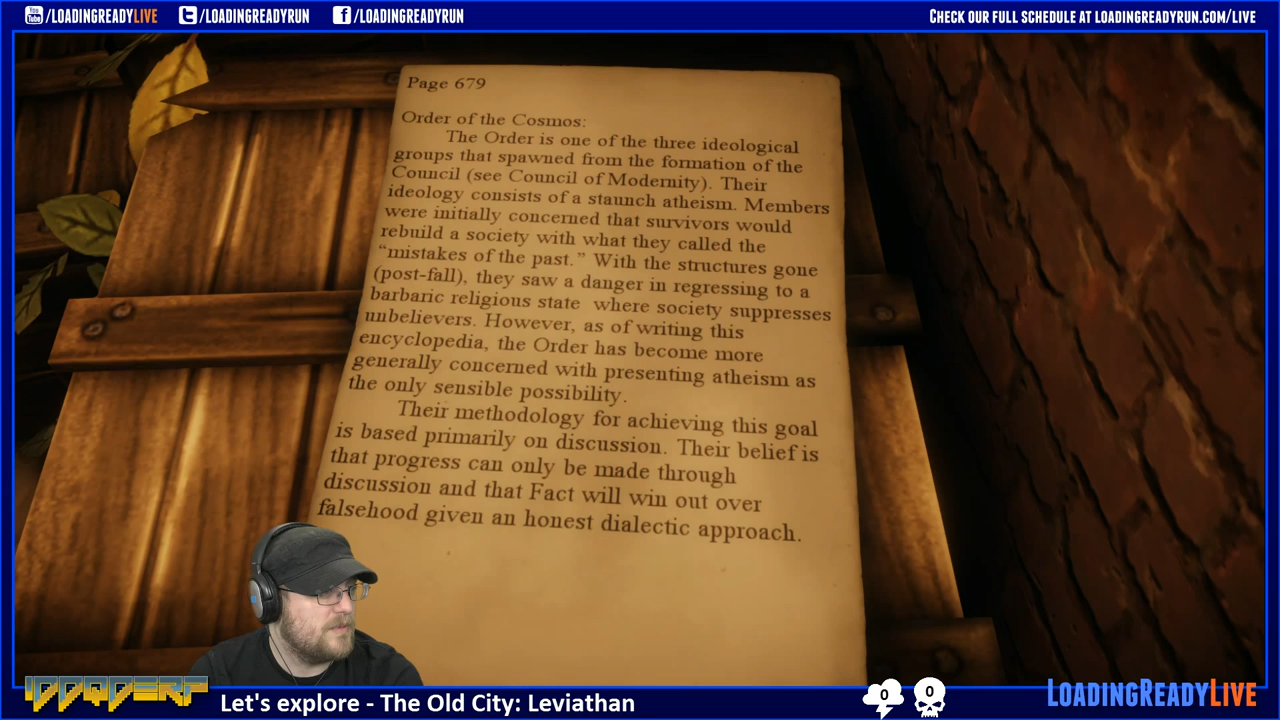 /LOADINGREADYLIVE
/LOADINGREADYRUN
/LOADINGREADYRUN
CHECK OUR FULL SCHEDULE AT LOADINGREADYRUN.COM/LIVE
Page 679
Order of the Cosmos:
The Order is one of the three ideological
groups that spawned from the formation of the
Council (see Council of Modernity). Their
ideology consists of a staunch atheism. Members
were initially concerned that survivors would
rebuild a society with what they called the
“mistakes of the past.” With the structures gone
(post-fall), they saw a danger in regressing to a
barbaric religious state where society suppresses
unbelievers. However, as of writing this
encyclopedia, the Order has become more
generally concerned with presenting atheism as
the only sensible possibility.
Their methodology for achieving this goal
is based primarily on discussion. Their belief is
that progress can only be made through
discussion and that Fact will win out over
falsehood given an honest dialectic approach.
IDDQDERP
Let's explore - The Old City: Leviathan
0
0
LOADINGREADYLIVE